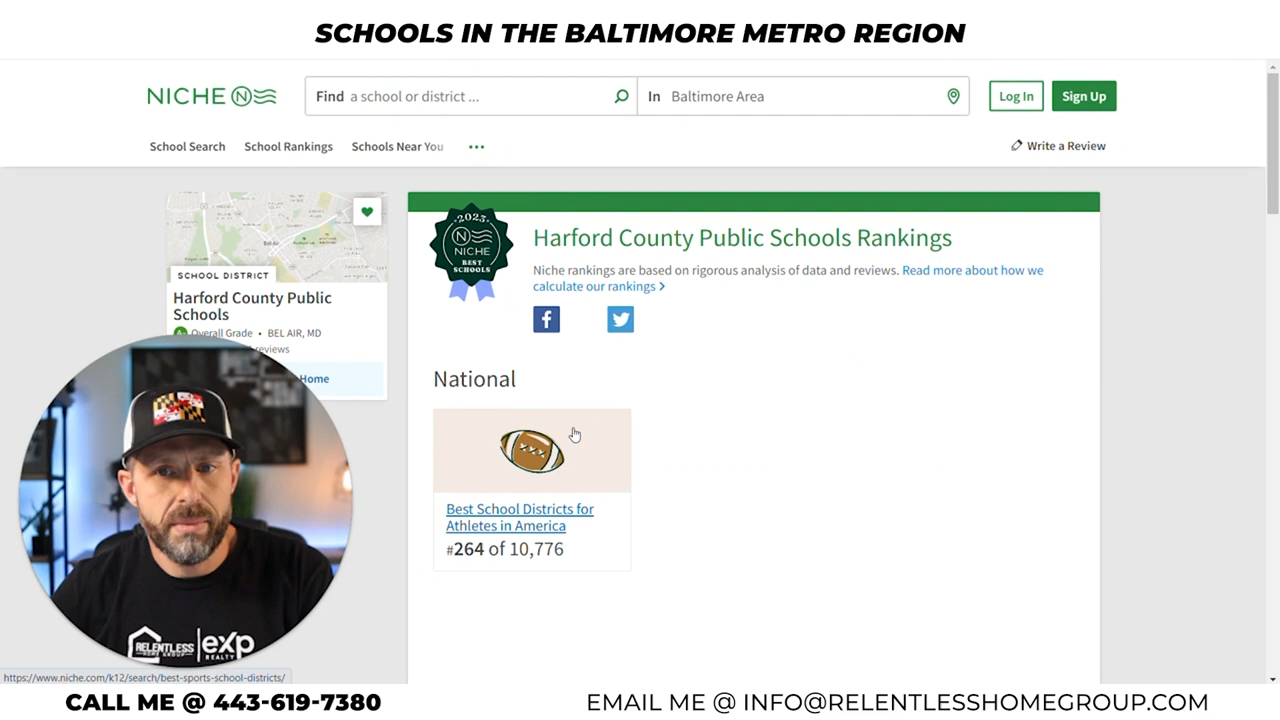 SCHOOLS IN THE BALTIMORE METRO REGION
NICHE N
Find a school or district ...
In Baltimore Area
Log In
Sign Up
School Search
School Rankings
Schools Near You
...
Write a Review
SCHOOL DISTRICT
Harford County Public
Schools
Overall Grade • BEL AIR, MD
reviews
Home
2023
N
NICHE
BEST
SCHOOLS
Harford County Public Schools Rankings
Niche rankings are based on rigorous analysis of data and reviews. Read more about how we
calculate our rankings >
National
Best School Districts for
Athletes in America
#264 of 10,776
RELENTLESS
HOME GROUP
exp
REALTY
https://www.niche.com/k12/search/best-sports-school-districts/
CALL ME @ 443-619-7380
EMAIL ME @ INFO@RELENTLESSHOMEGROUP.COM